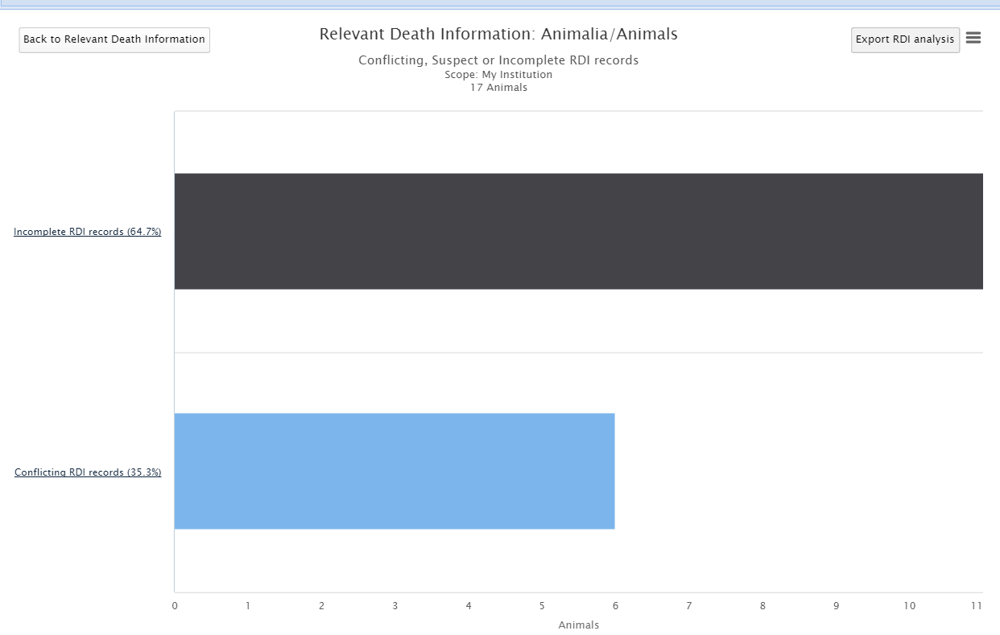 Back to Relevant Death Information
Relevant Death Information: Animalia/Animals
Export RDI analysis
Conflicting, Suspect or Incomplete RDI records
Scope: My Institution
17 Animals
Incomplete RDI records (64.7%)
Conflicting RDI records (35.3%)
0 1 2 3 4 5 6 7 8 9 10 11
Animals